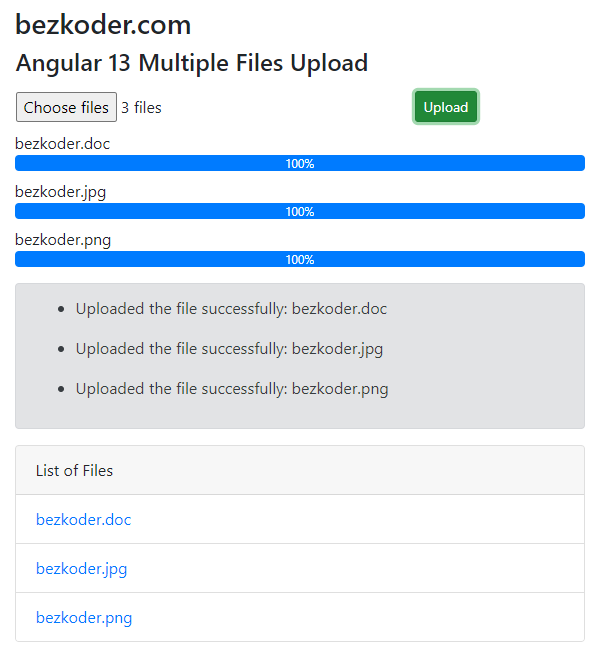 bezkoder.com
Angular 13 Multiple Files Upload
Choose files 3 files Upload
bezkoder.doc
100%
bezkoder.jpg
100%
bezkoder.png
100%
• Uploaded the file successfully: bezkoder.doc
• Uploaded the file successfully: bezkoder.jpg
• Uploaded the file successfully: bezkoder.png
List of Files
bezkoder.doc
bezkoder.jpg
bezkoder.png